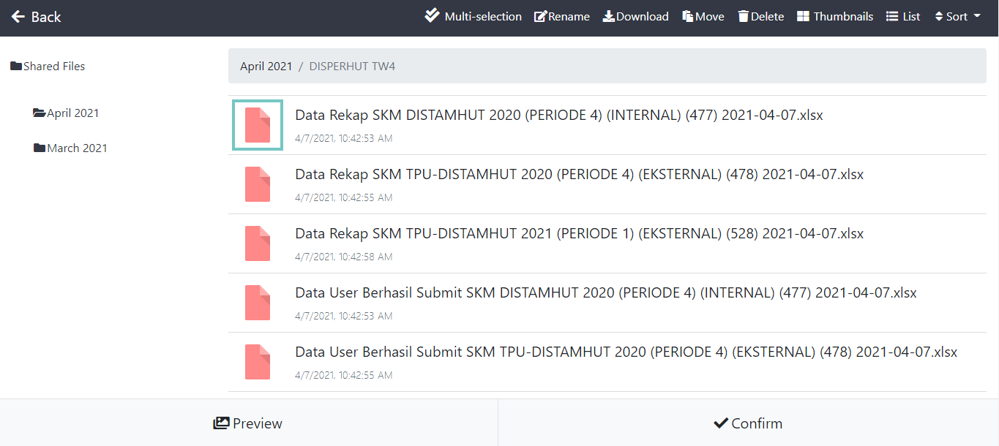 Back
Multi-selection Rename Download Move Delete Thumbnails List Sort
Shared Files
April 2021
March 2021
April 2021 / DISPERHUT TW4
Data Rekap SKM DISTAMHUT 2020 (PERIODE 4) (INTERNAL) (477) 2021-04-07.xlsx
4/7/2021, 10:42:53 AM
Data Rekap SKM TPU-DISTAMHUT 2020 (PERIODE 4) (EKSTERNAL) (478) 2021-04-07.xlsx
4/7/2021, 10:42:55 AM
Data Rekap SKM TPU-DISTAMHUT 2021 (PERIODE 1) (EKSTERNAL) (528) 2021-04-07.xlsx
4/7/2021, 10:42:58 AM
Data User Berhasil Submit SKM DISTAMHUT 2020 (PERIODE 4) (INTERNAL) (477) 2021-04-07.xlsx
4/7/2021, 10:42:53 AM
Data User Berhasil Submit SKM TPU-DISTAMHUT 2020 (PERIODE 4) (EKSTERNAL) (478) 2021-04-07.xlsx
4/7/2021, 10:42:55 AM
Preview
Confirm